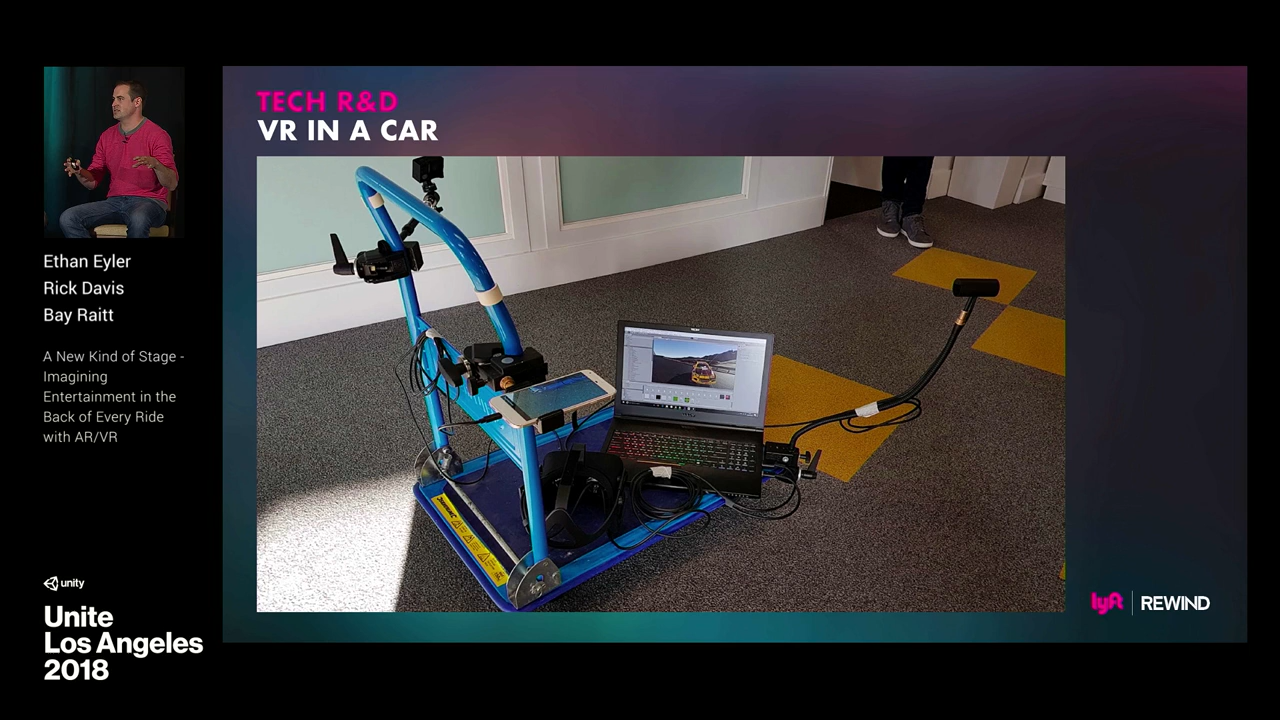 TECH R&D
VR IN A CAR
Ethan Eyler
Rick Davis
Bay Raitt
A New Kind of Stage -
Imagining
Entertainment in the
Back of Every Ride
with AR/VR
unity
Unite
Los Angeles
2018
lyft REWIND